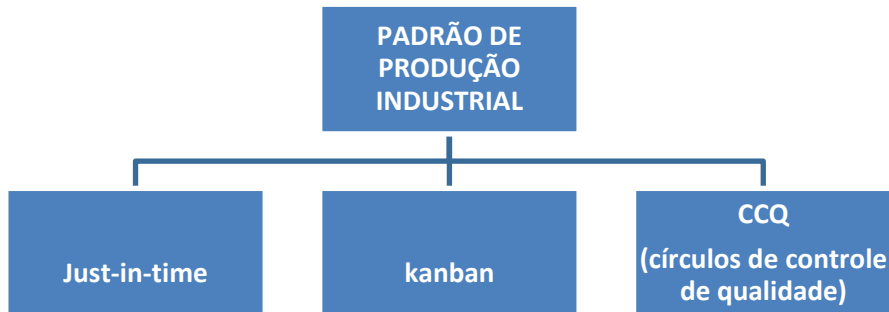 PADRÃO DE
PRODUÇÃO
INDUSTRIAL
Just-in-time
kanban
CCQ
(círculos de controle
de qualidade)